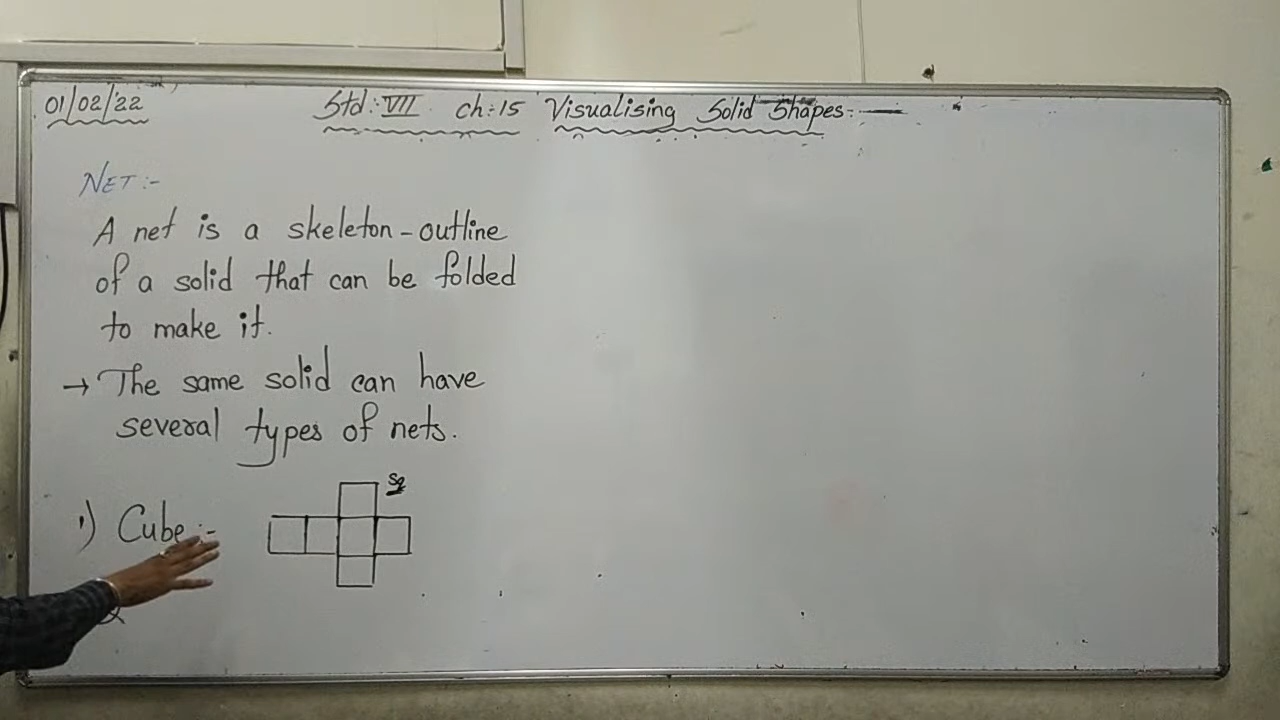 01/02/22
Std:VII ch:15 Visualising Solid Shapes:-
NET:-
A net is a skeleton-outline
of a solid that can be folded
to make it.
→ The same solid can have
several types of nets.
1) Cube:-
sq